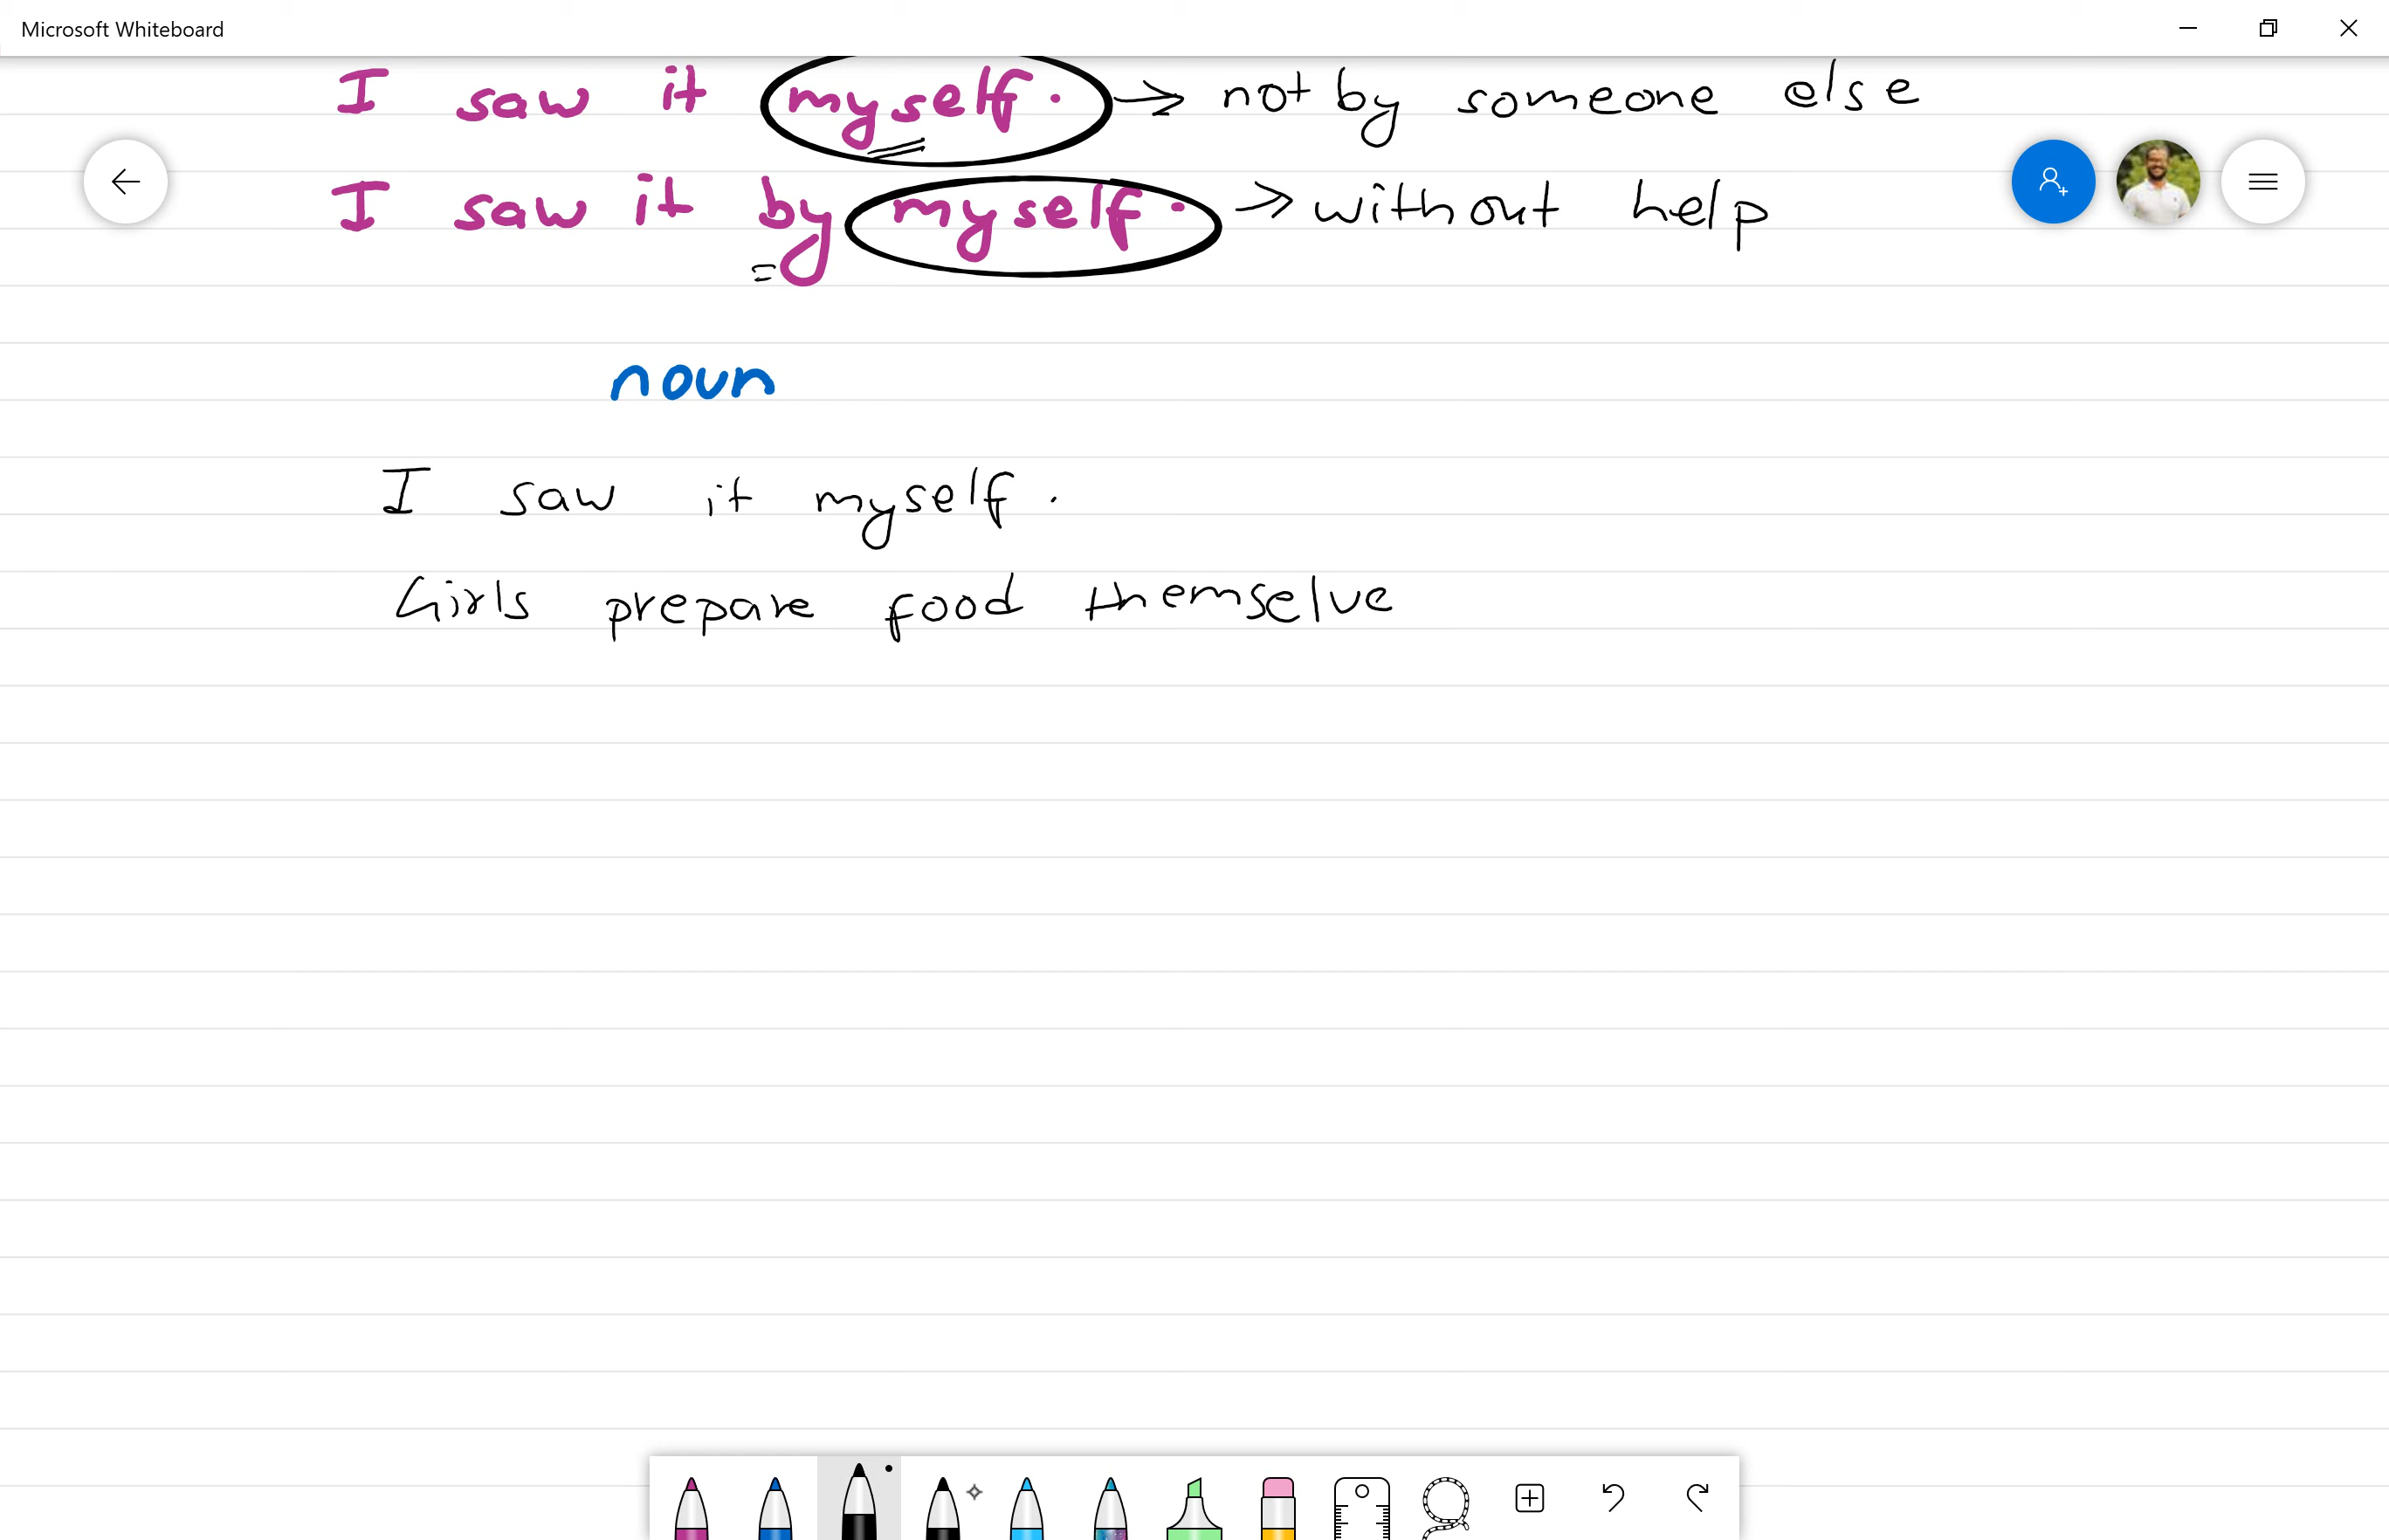 Microsoft Whiteboard
I saw it myself. → not by someone else
I saw it by myself. → without help
noun
I saw it myself.
Girls prepare food themselve